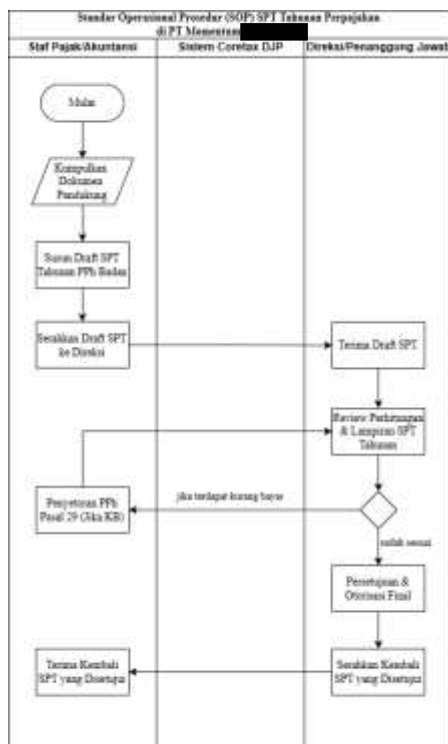 Standar Operasional Prosedur (SOP) SPT Tahunan Perpajakan
di PT Momentum
Staf Pajak/Akuntansi
Sistem Coretax DJP
Direksi/Penanggung Jawab
Mulai
Kumpulkan
Dokumen
Pendukung
Susun Draft SPT
Tahunan PPh Badan
Serahkan Draft SPT
ke Direksi
Terima Draft SPT
Review Perhitungan
& Lampiran SPT
Tahunan
jika terdapat kurang bayar
Penyetoran PPh
Pasal 29 (Jika KB)
sudah sesuai
Persetujuan &
Otorisasi Final
Serahkan Kembali
SPT yang Disetujui
Terima Kembali
SPT yang Disetujui